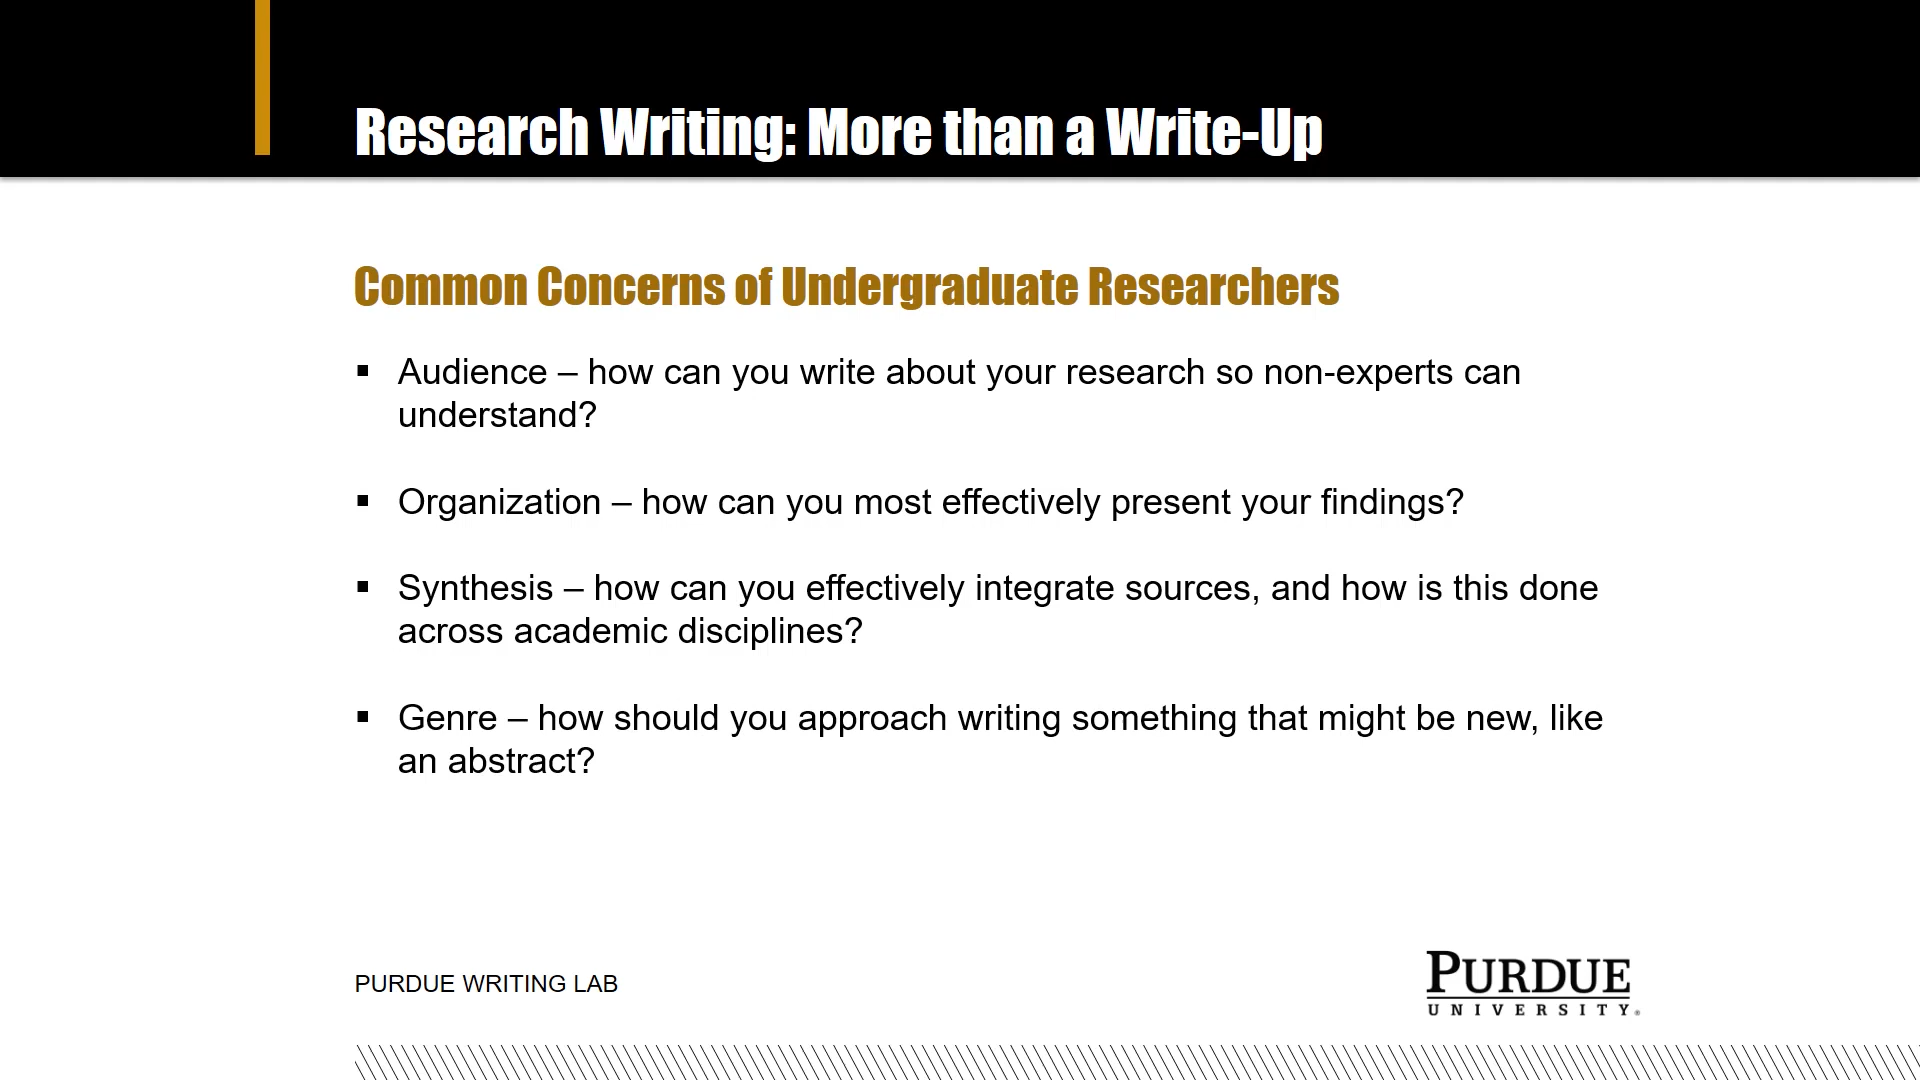 Research Writing: More than a Write-Up
Common Concerns of Undergraduate Researchers
▪ Audience – how can you write about your research so non-experts can
understand?
▪ Organization – how can you most effectively present your findings?
▪ Synthesis – how can you effectively integrate sources, and how is this done
across academic disciplines?
▪ Genre – how should you approach writing something that might be new, like
an abstract?
PURDUE WRITING LAB
PURDUE
UNIVERSITY®